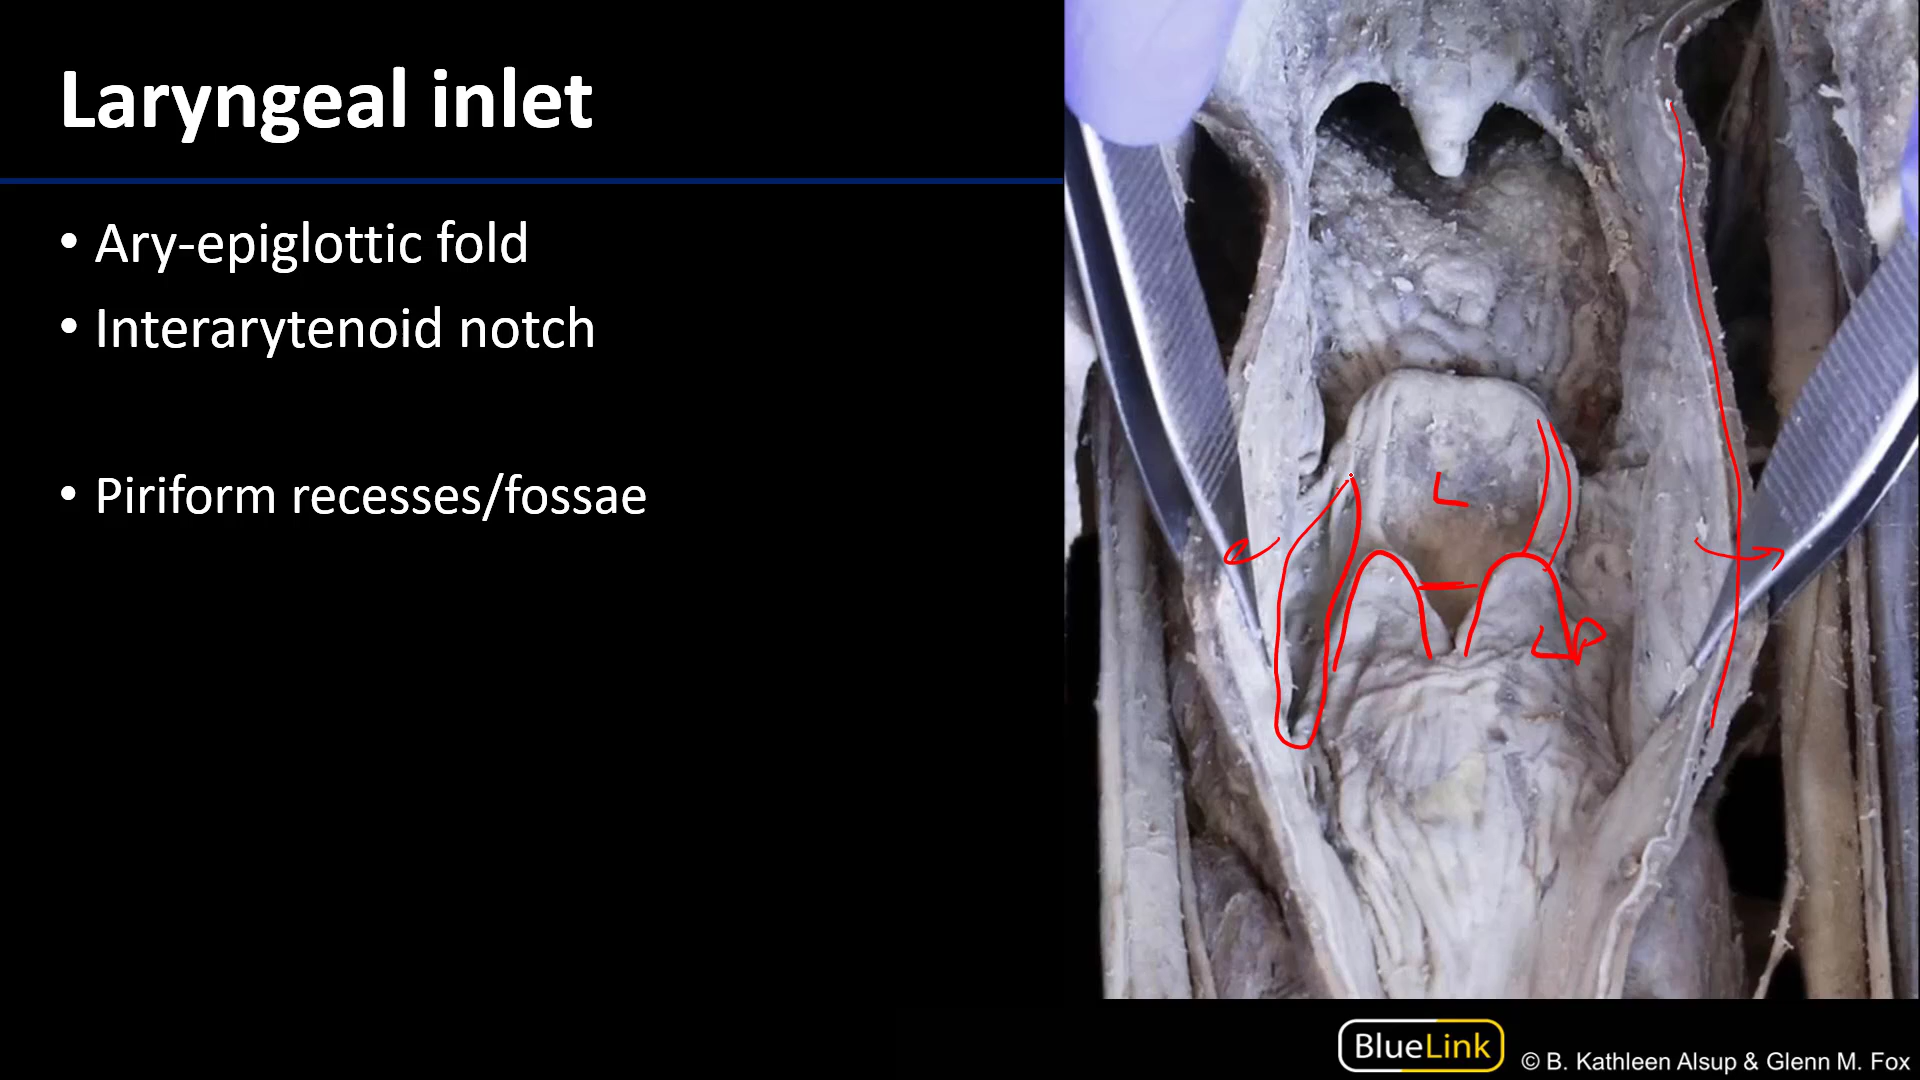 Laryngeal inlet
• Ary-epiglottic fold
• Interarytenoid notch
• Piriform recesses/fossae
L
BlueLink
© B. Kathleen Alsup & Glenn M. Fox